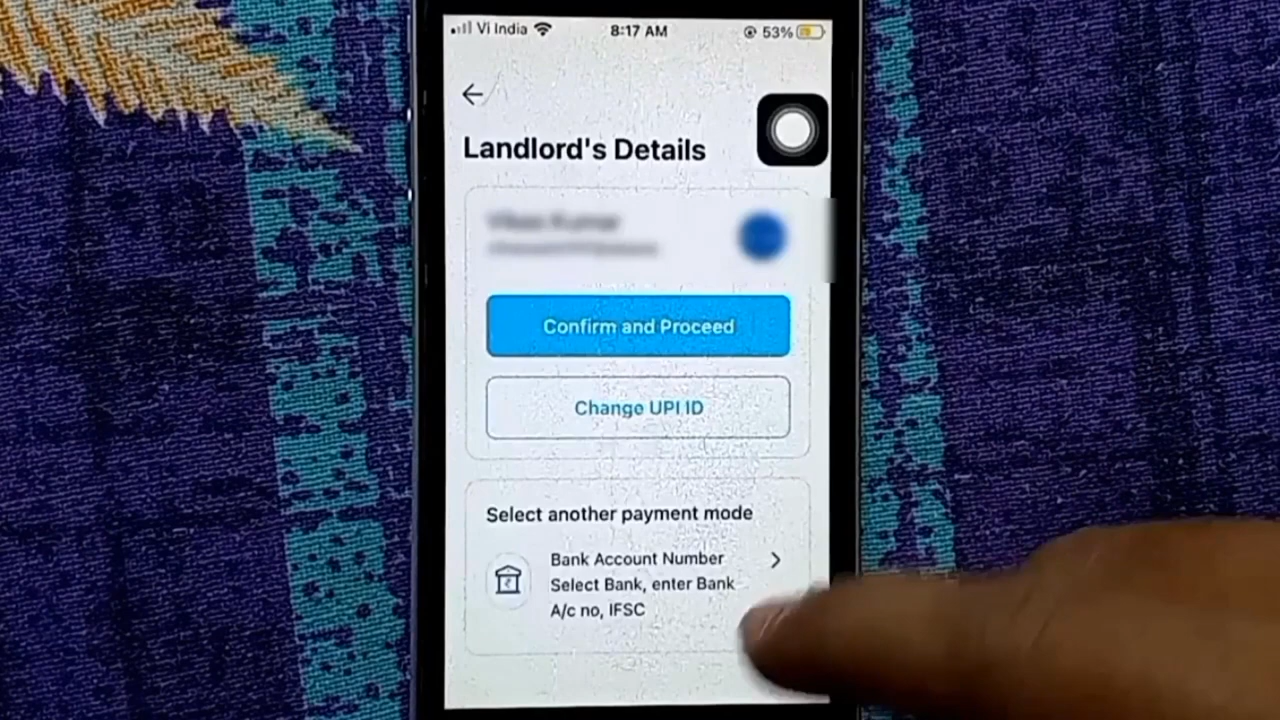 Vi India 8:17 AM 53%
Landlord's Details
Confirm and Proceed
Change UPI ID
Select another payment mode
Bank Account Number
Select Bank, enter Bank
A/c no, IFSC